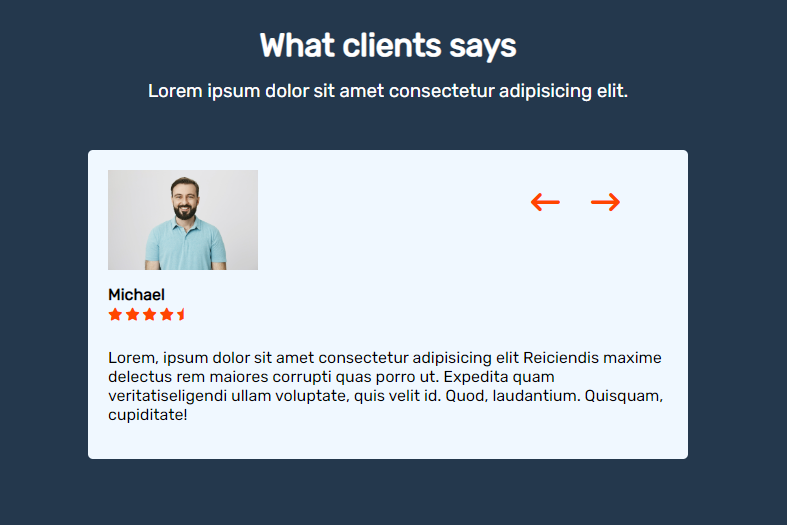 What clients says
Lorem ipsum dolor sit amet consectetur adipisicing elit.
Michael
Lorem, ipsum dolor sit amet consectetur adipisicing elit Reiciendis maxime
delectus rem maiores corrupti quas porro ut. Expedita quam
veritatiseligendi ullam voluptate, quis velit id. Quod, laudantium. Quisquam,
cupiditate!